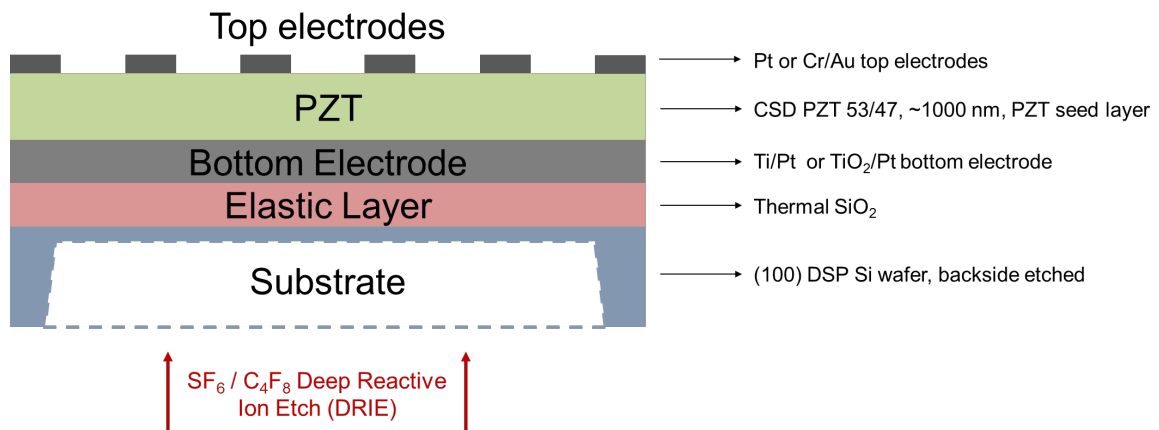 Top electrodes
Pt or Cr/Au top electrodes
PZT
CSD PZT 53/47, ~1000 nm, PZT seed layer
Bottom Electrode
Ti/Pt or TiO₂/Pt bottom electrode
Elastic Layer
Thermal SiO₂
Substrate
(100) DSP Si wafer, backside etched
SF₆ / C₄F₈ Deep Reactive
Ion Etch (DRIE)